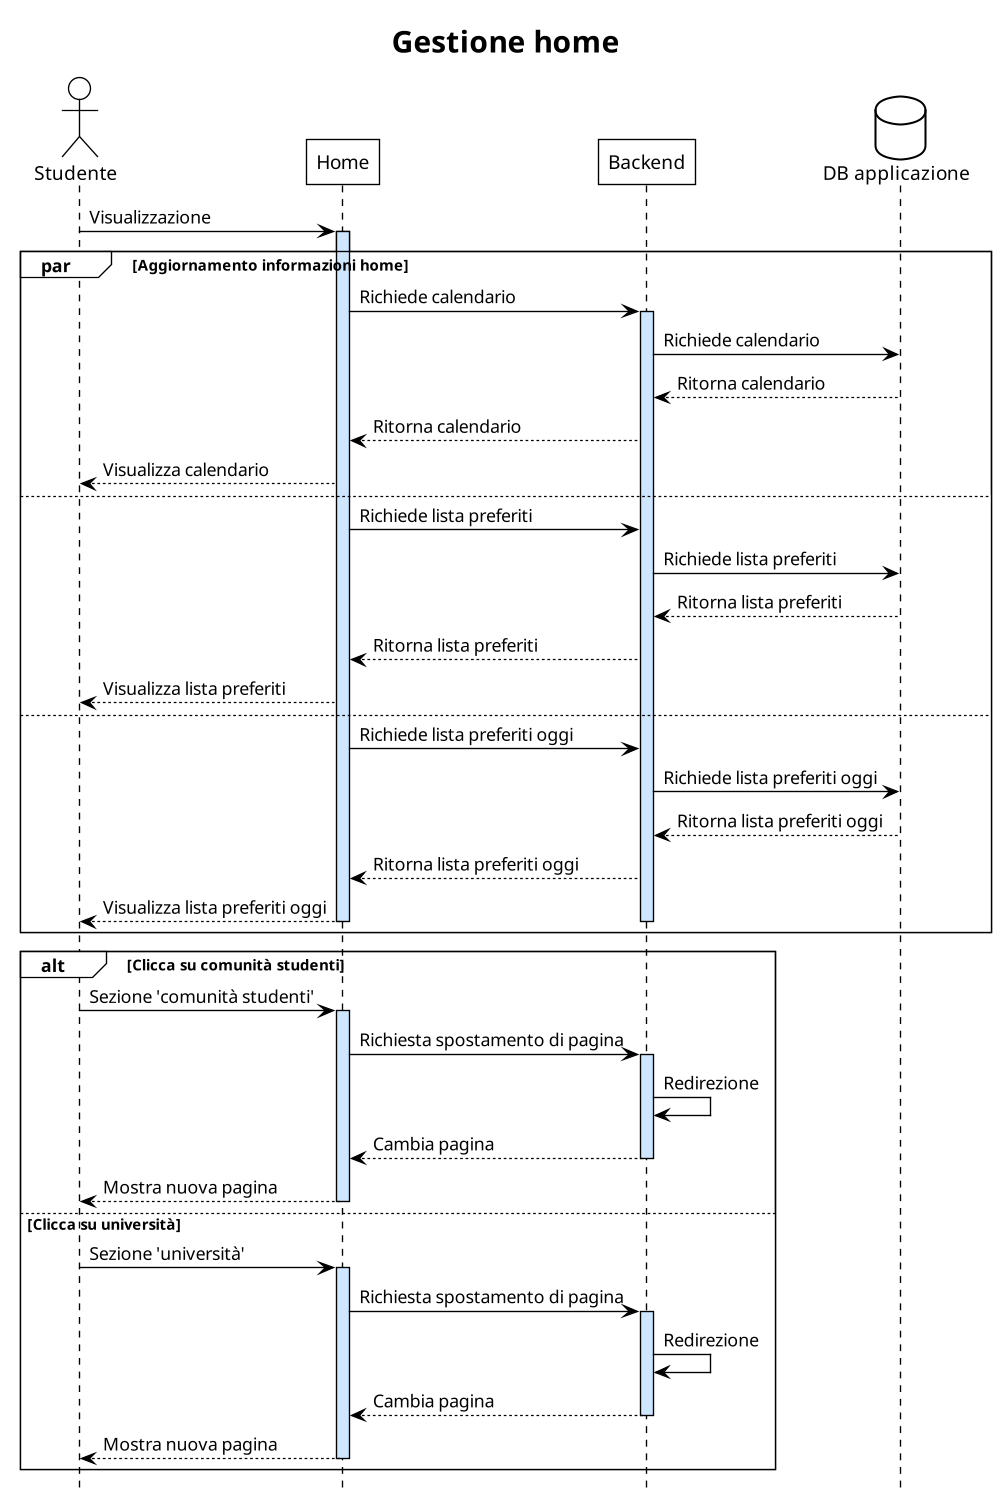 Gestione home
Studente
Home
Backend
DB applicazione
Visualizzazione
par
[Aggiornamento informazioni home]
Richiede calendario
Richiede calendario
Ritorna calendario
Ritorna calendario
Visualizza calendario
Richiede lista preferiti
Richiede lista preferiti
Ritorna lista preferiti
Ritorna lista preferiti
Visualizza lista preferiti
Richiede lista preferiti oggi
Richiede lista preferiti oggi
Ritorna lista preferiti oggi
Ritorna lista preferiti oggi
Visualizza lista preferiti oggi
alt
[Clicca su comunità studenti]
Sezione 'comunità studenti'
Richiesta spostamento di pagina
Redirezione
Cambia pagina
Mostra nuova pagina
[Clicca su università]
Sezione 'università'
Richiesta spostamento di pagina
Redirezione
Cambia pagina
Mostra nuova pagina